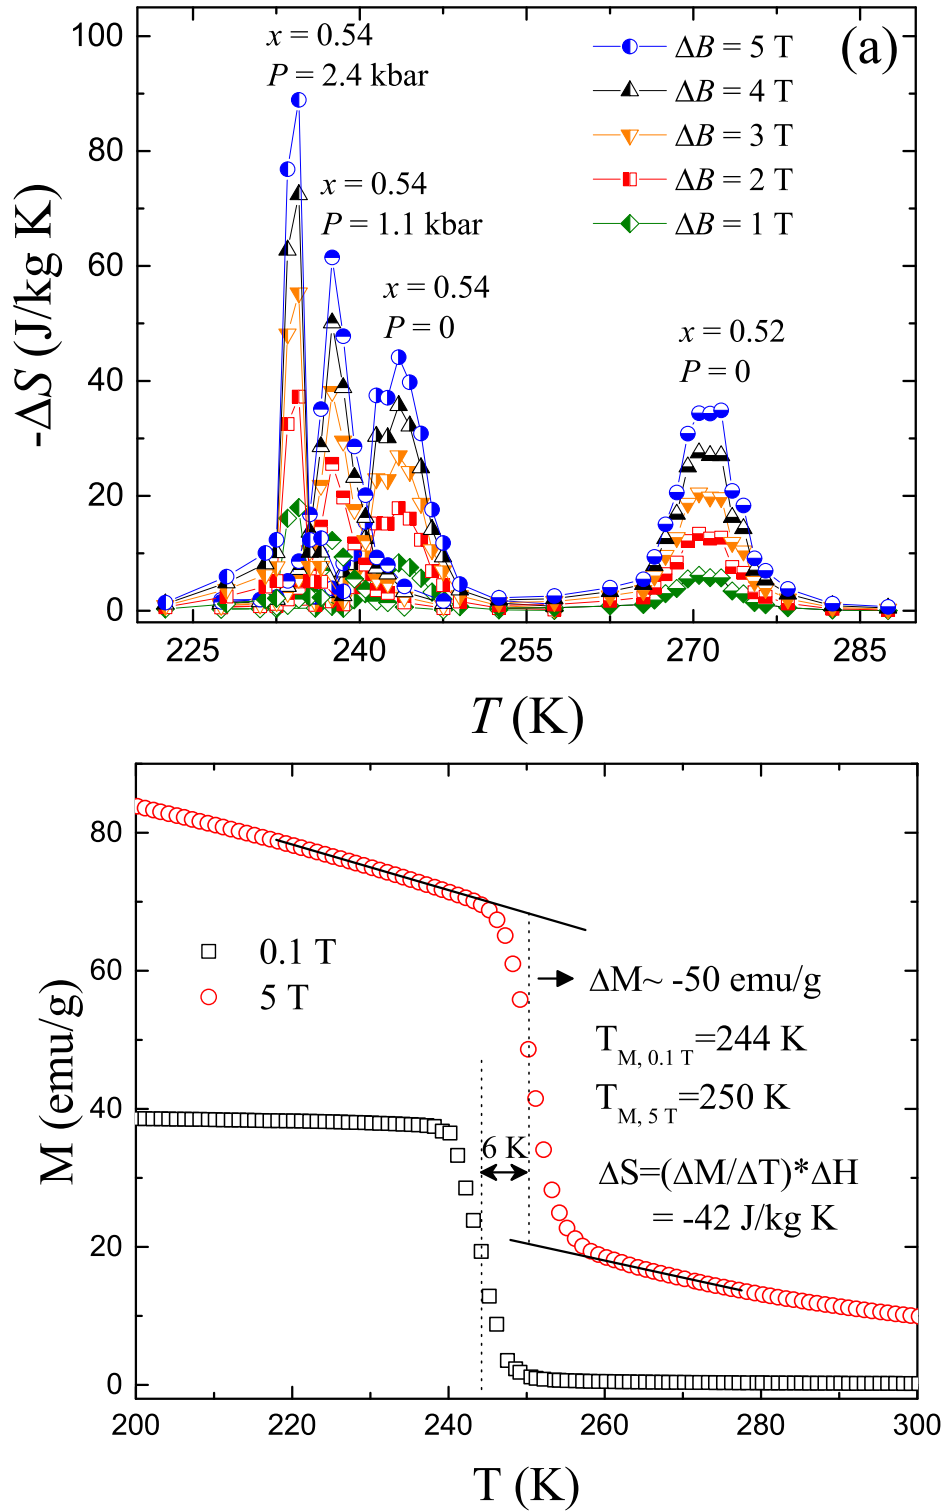 (a)
x = 0.54
P = 2.4 kbar
x = 0.54
P = 1.1 kbar
x = 0.54
P = 0
x = 0.52
P = 0
ΔB = 5 T
ΔB = 4 T
ΔB = 3 T
ΔB = 2 T
ΔB = 1 T
100
80
60
40
20
0
-ΔS (J/kg K)
225 240 255 270 285
T (K)
80
60
40
20
0
M (emu/g)
0.1 T
5 T
ΔM~ -50 emu/g
T_M, 0.1 T=244 K
T_M, 5 T=250 K
6 K
ΔS=(ΔM/ΔT)*ΔH
= -42 J/kg K
200 220 240 260 280 300
T (K)